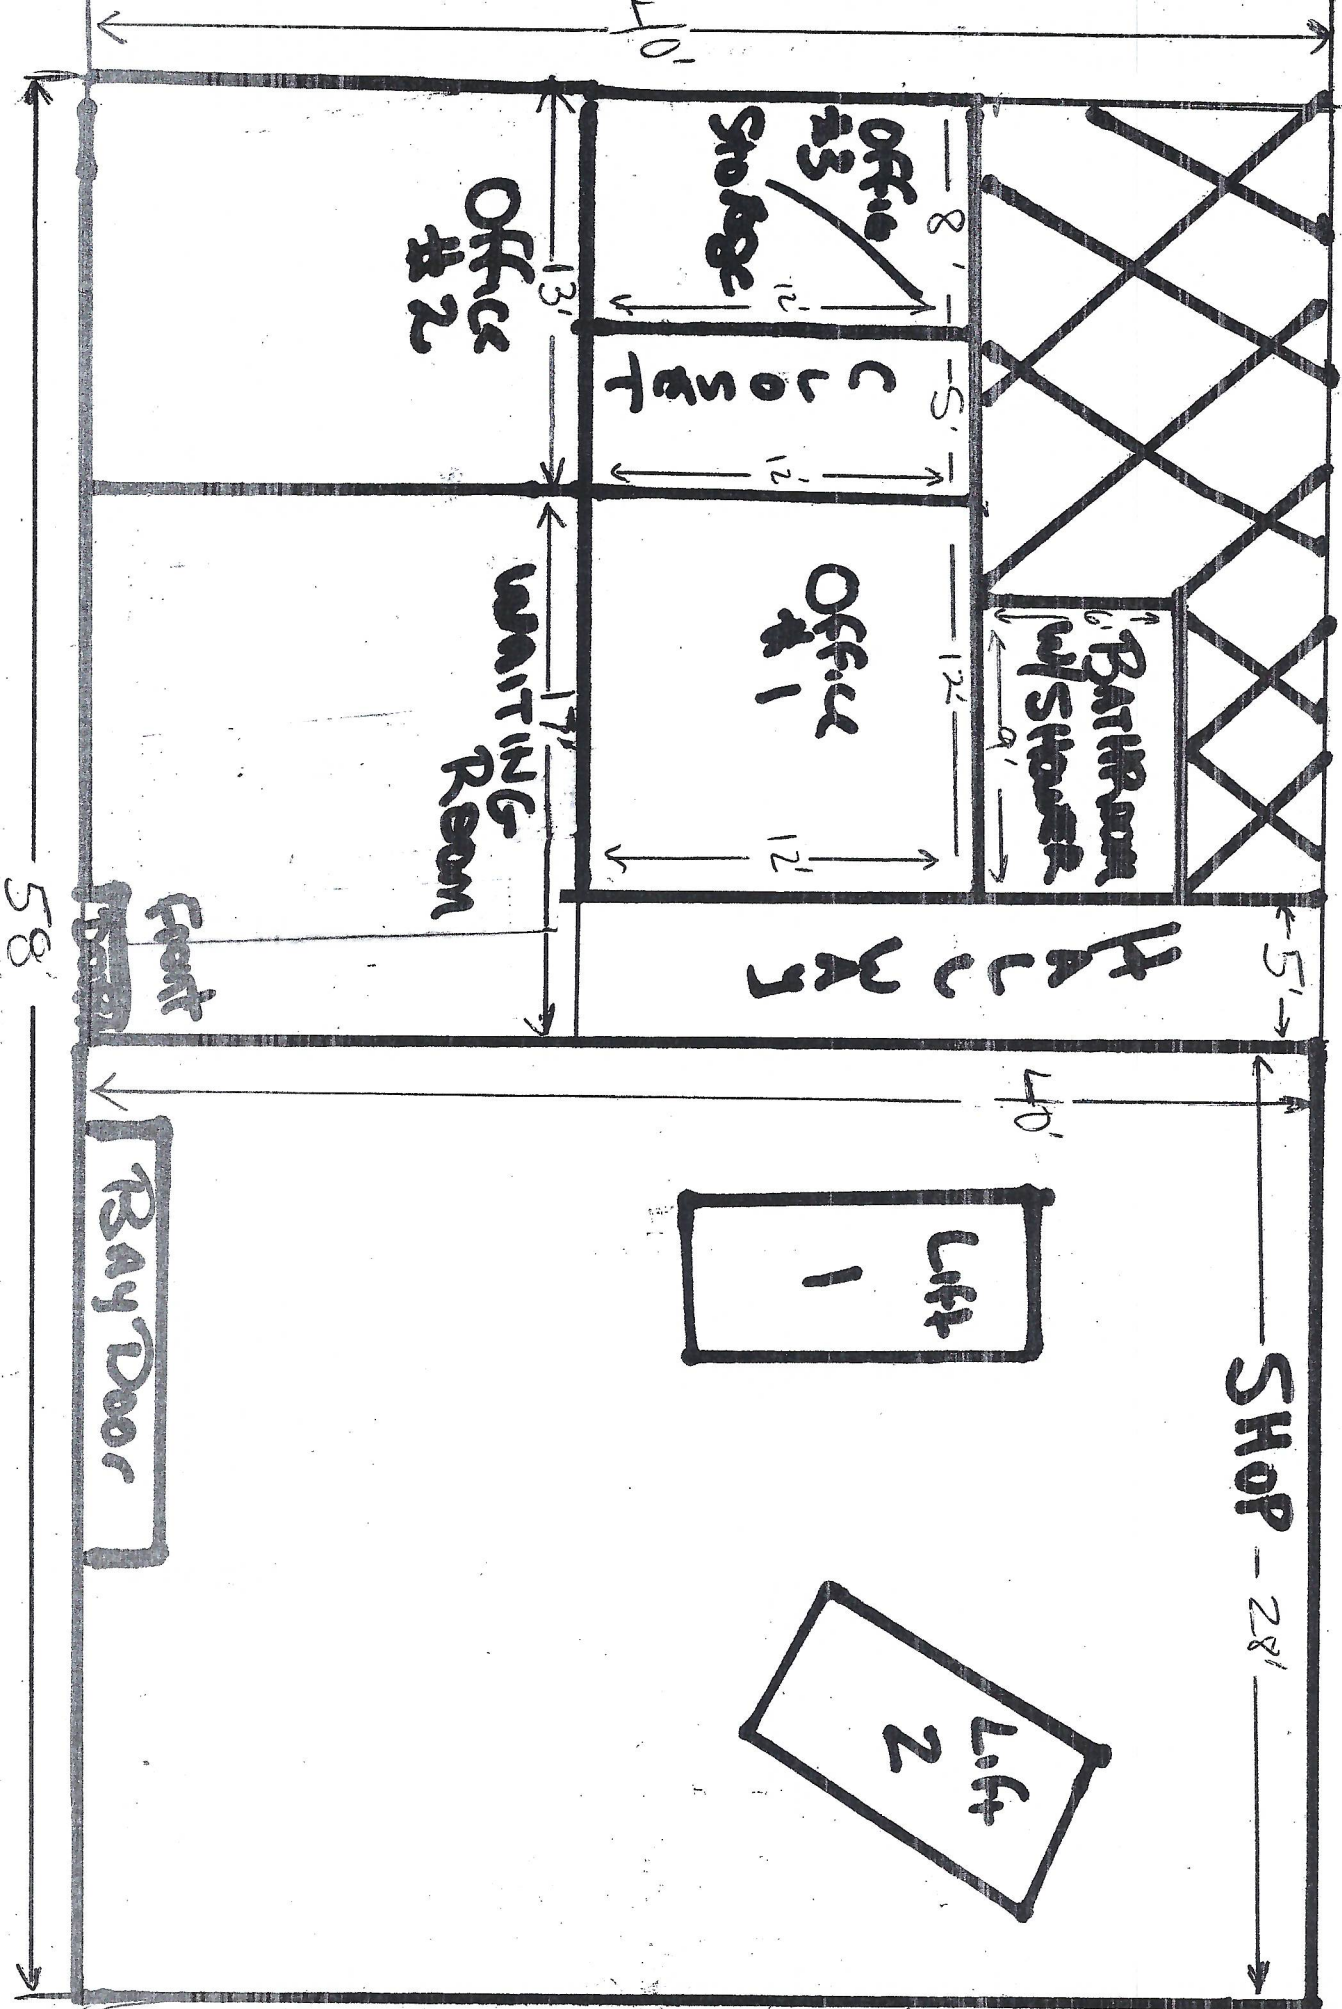 40'
Office
#3
Storage
8'
12'
CLOSET
5'
12'
Office
#1
12'
12'
BATHROOM
W/SHOWER
6'
9'
HALLWAY
5'
Office
#2
13'
WAITING
ROOM
17'
Front
Door
SHOP
28'
40'
Lift
1
Lift
2
Bay Door
58'